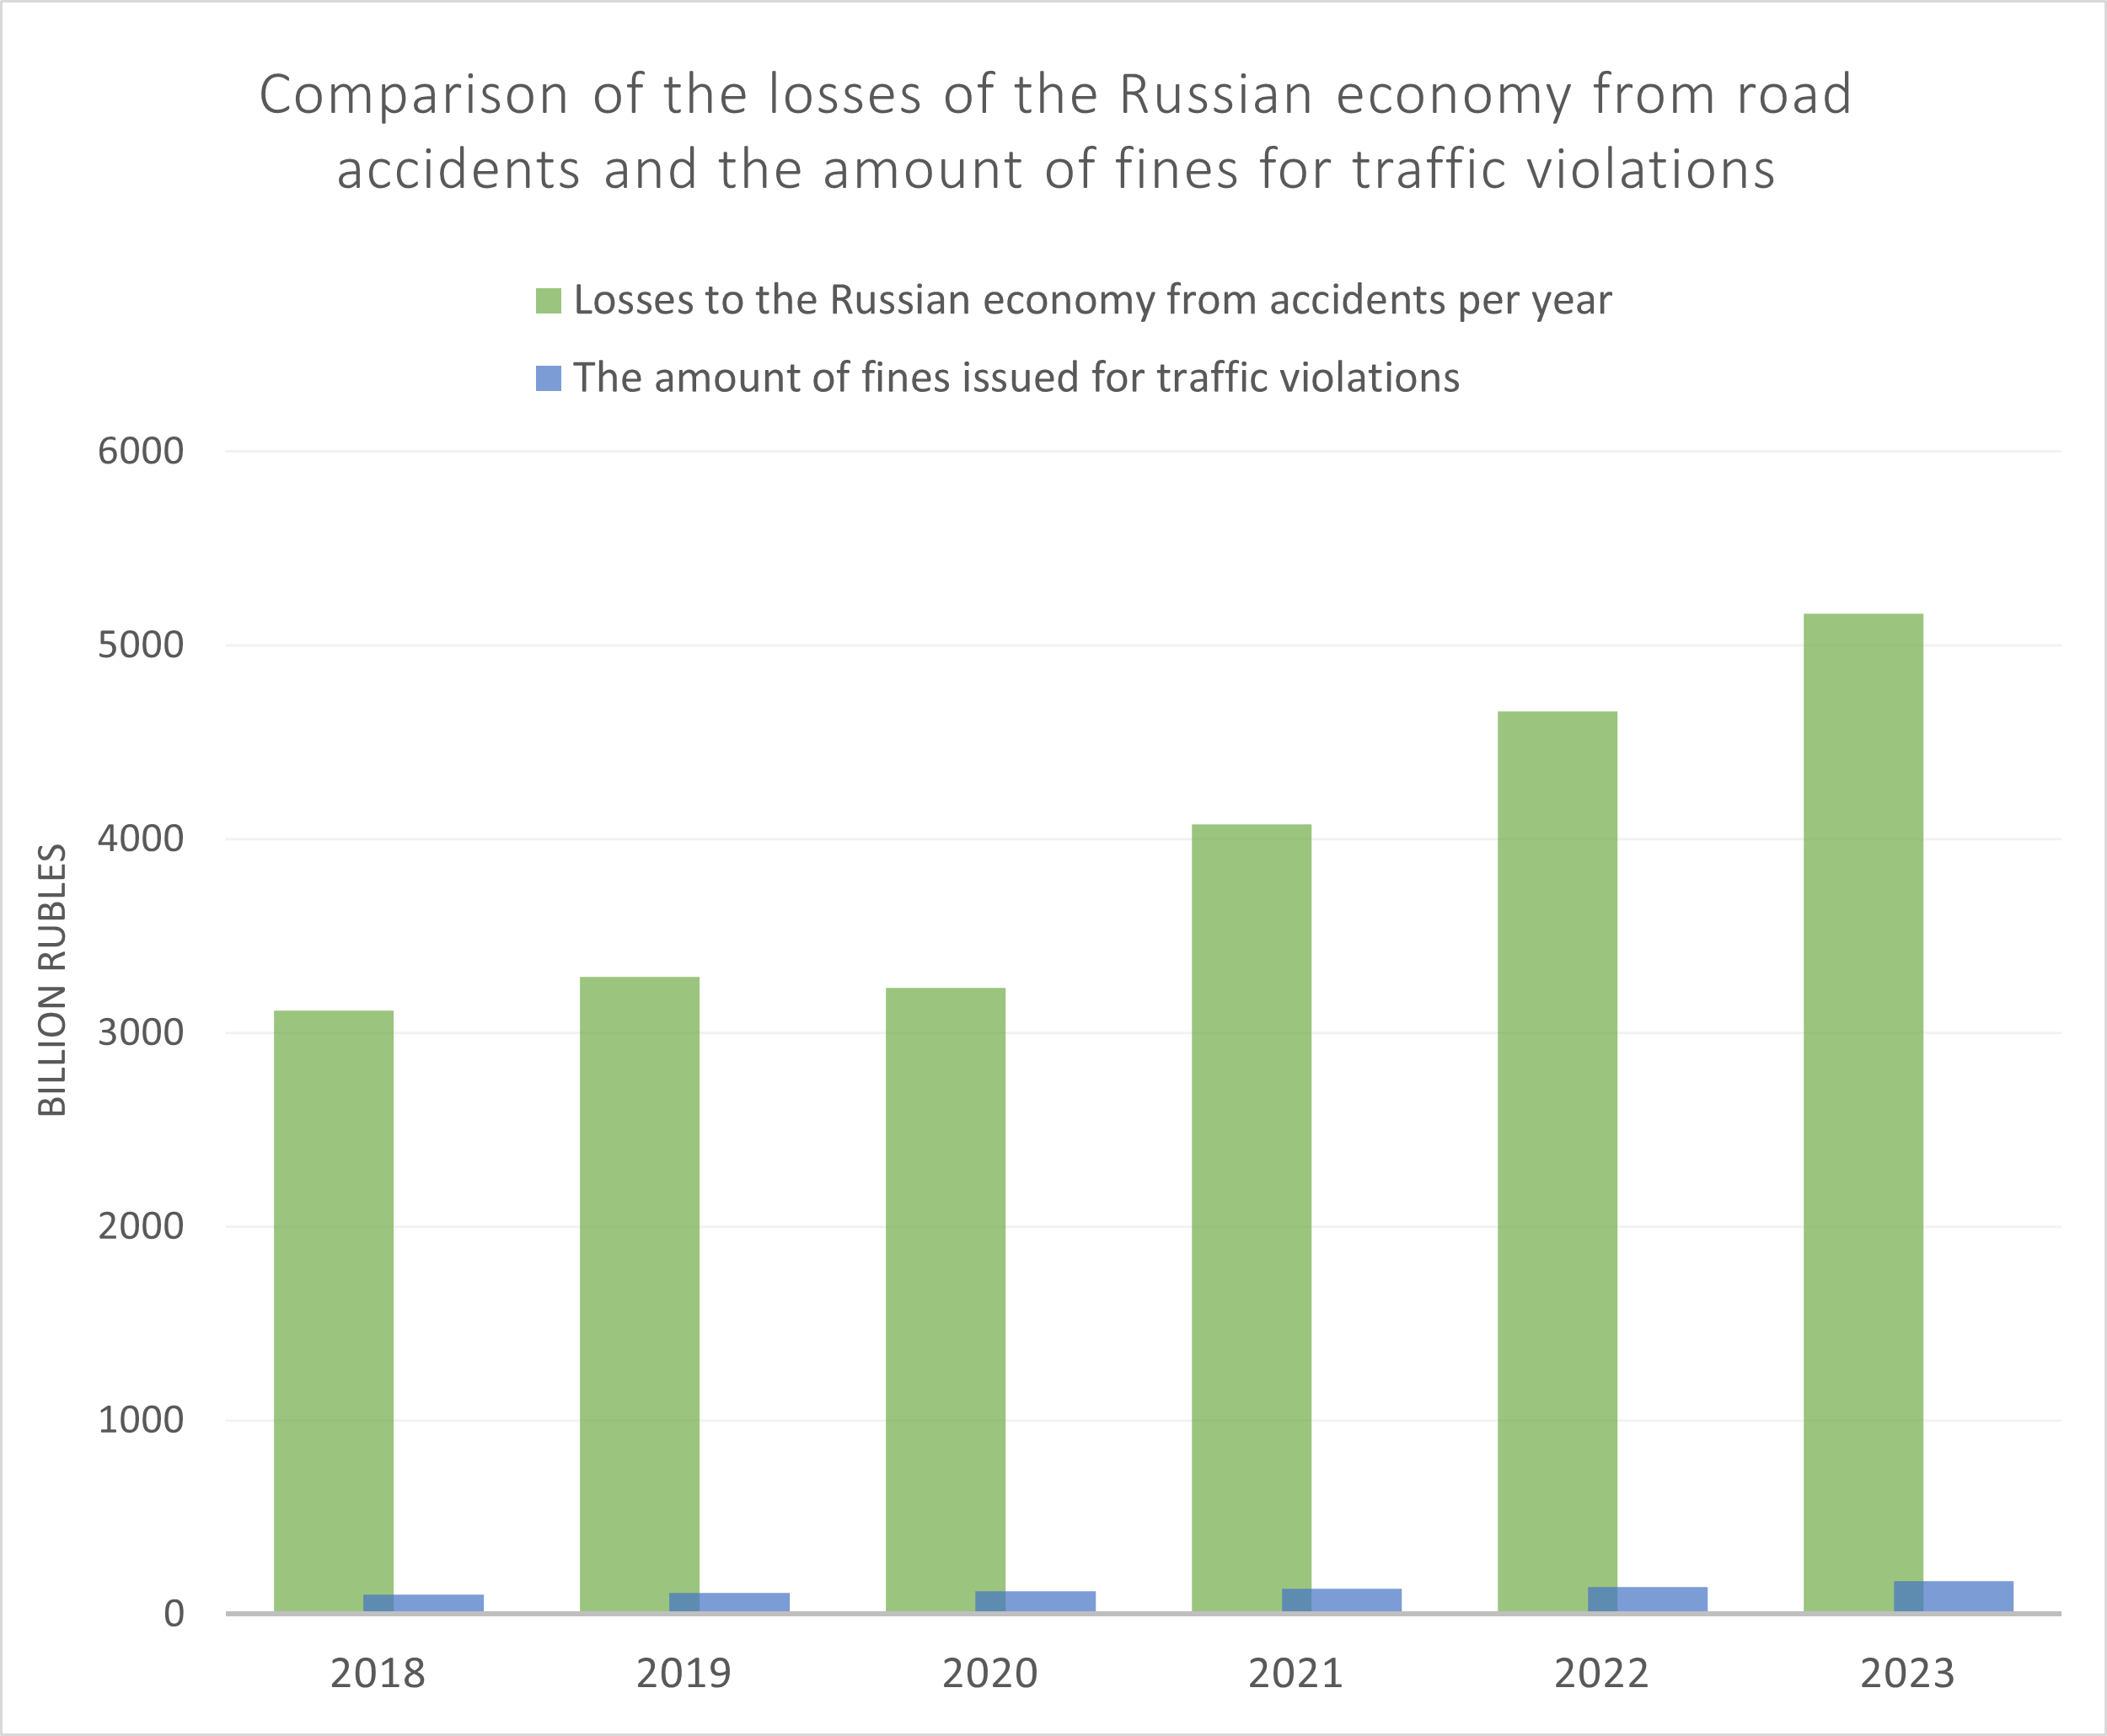 Comparison of the losses of the Russian economy from road
accidents and the amount of fines for traffic violations
Losses to the Russian economy from accidents per year
The amount of fines issued for traffic violations
6000
5000
4000
3000
2000
1000
0
BILLION RUBLES
2018 2019 2020 2021 2022 2023